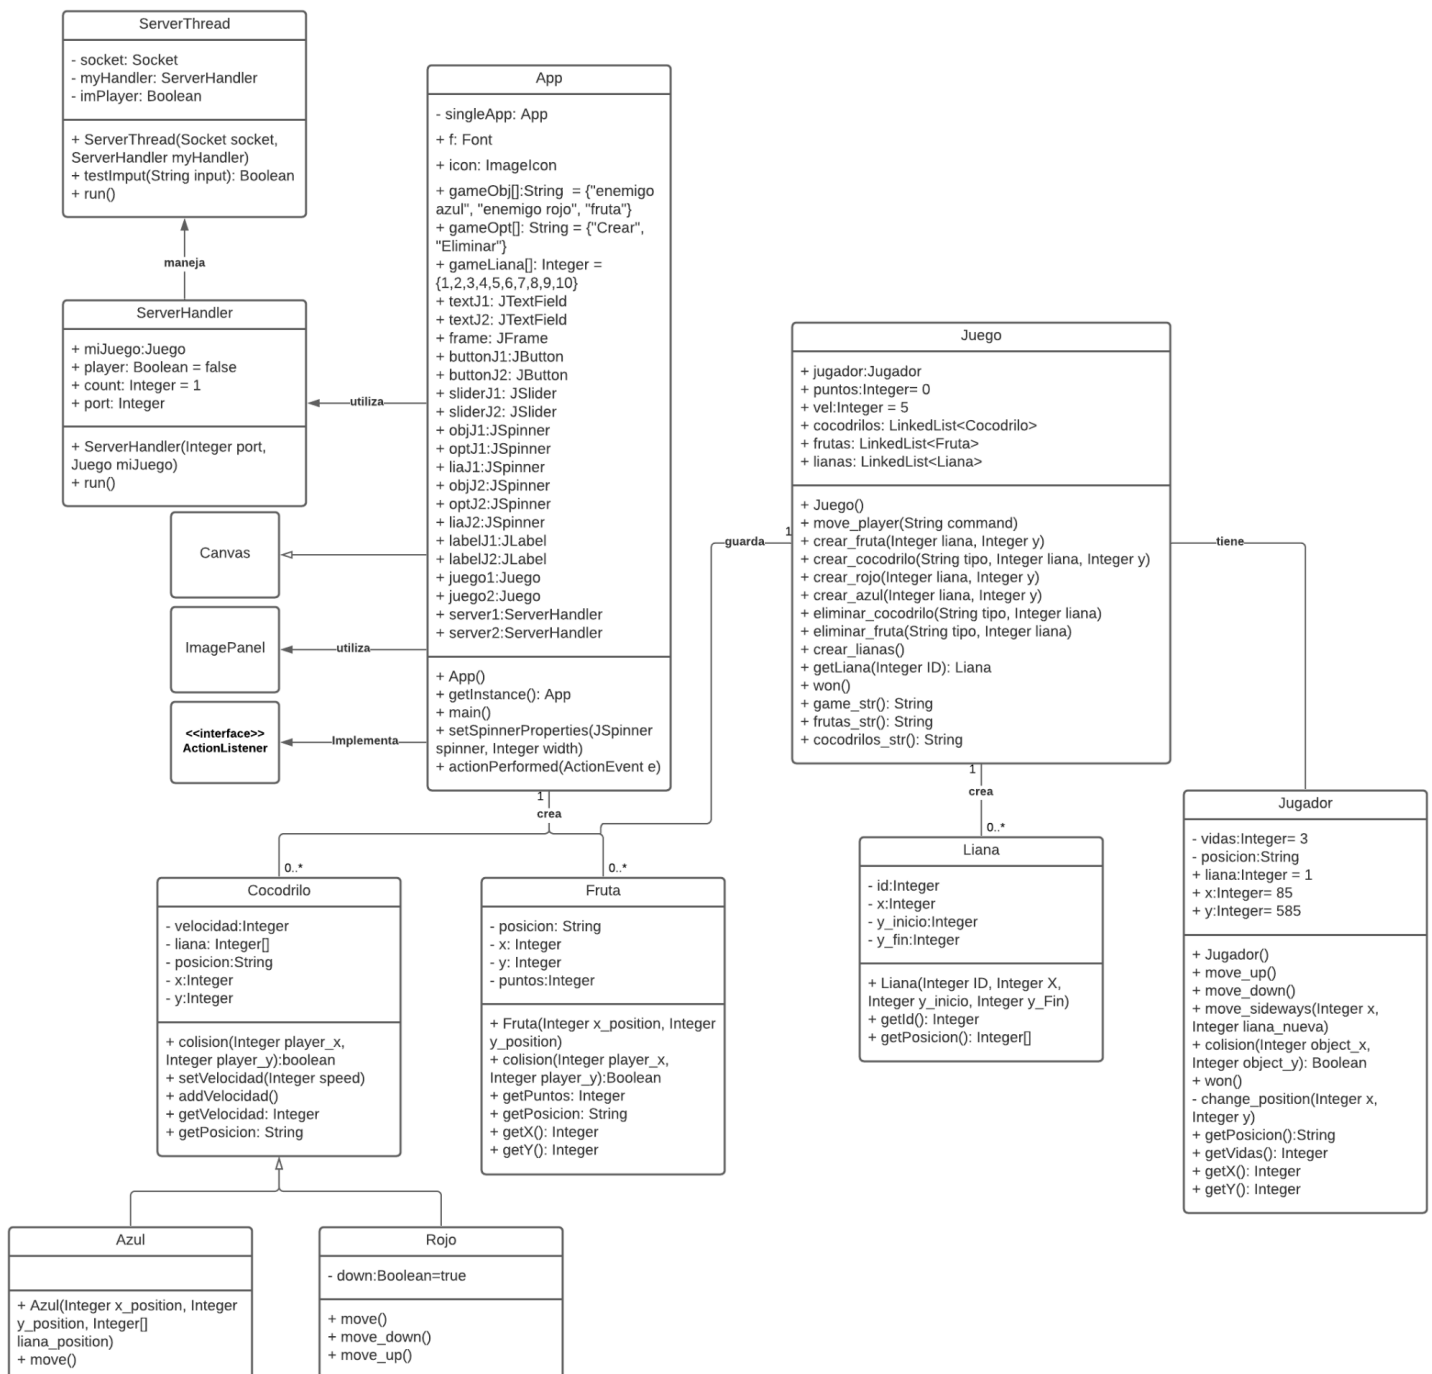 ServerThread
- socket: Socket
- myHandler: ServerHandler
- imPlayer: Boolean
+ ServerThread(Socket socket,
ServerHandler myHandler)
+ testImput(String input): Boolean
+ run()
maneja
ServerHandler
+ miJuego:Juego
+ player: Boolean = false
+ count: Integer = 1
+ port: Integer
+ ServerHandler(Integer port,
Juego miJuego)
+ run()
utiliza
Canvas
ImagePanel
utiliza
<<interface>>
ActionListener
Implementa
App
- singleApp: App
+ f: Font
+ icon: ImageIcon
+ gameObj[]:String  = {"enemigo
azul", "enemigo rojo", "fruta"}
+ gameOpt[]: String = {"Crear",
"Eliminar"}
+ gameLiana[]: Integer =
{1,2,3,4,5,6,7,8,9,10}
+ textJ1: JTextField
+ textJ2: JTextField
+ frame: JFrame
+ buttonJ1:JButton
+ buttonJ2: JButton
+ sliderJ1: JSlider
+ sliderJ2: JSlider
+ objJ1:JSpinner
+ optJ1:JSpinner
+ liaJ1:JSpinner
+ objJ2:JSpinner
+ optJ2:JSpinner
+ liaJ2:JSpinner
+ labelJ1:JLabel
+ labelJ2:JLabel
+ juego1:Juego
+ juego2:Juego
+ server1:ServerHandler
+ server2:ServerHandler
+ App()
+ getInstance(): App
+ main()
+ setSpinnerProperties(JSpinner
spinner, Integer width)
+ actionPerformed(ActionEvent e)
1
crea
0..*
0..*
guarda
1
Juego
+ jugador:Jugador
+ puntos:Integer= 0
+ vel:Integer = 5
+ cocodrilos: LinkedList<Cocodrilo>
+ frutas: LinkedList<Fruta>
+ lianas: LinkedList<Liana>
+ Juego()
+ move_player(String command)
+ crear_fruta(Integer liana, Integer y)
+ crear_cocodrilo(String tipo, Integer liana, Integer y)
+ crear_rojo(Integer liana, Integer y)
+ crear_azul(Integer liana, Integer y)
+ eliminar_cocodrilo(String tipo, Integer liana)
+ eliminar_fruta(String tipo, Integer liana)
+ crear_lianas()
+ getLiana(Integer ID): Liana
+ won()
+ game_str(): String
+ frutas_str(): String
+ cocodrilos_str(): String
tiene
1
crea
0..*
Cocodrilo
- velocidad:Integer
- liana: Integer[]
- posicion:String
- x:Integer
- y:Integer
+ colision(Integer player_x,
Integer player_y):boolean
+ setVelocidad(Integer speed)
+ addVelocidad()
+ getVelocidad: Integer
+ getPosicion: String
Fruta
- posicion: String
- x: Integer
- y: Integer
- puntos:Integer
+ Fruta(Integer x_position, Integer
y_position)
+ colision(Integer player_x,
Integer player_y):Boolean
+ getPuntos: Integer
+ getPosicion: String
+ getX(): Integer
+ getY(): Integer
Liana
- id:Integer
- x:Integer
- y_inicio:Integer
- y_fin:Integer
+ Liana(Integer ID, Integer X,
Integer y_inicio, Integer y_Fin)
+ getId(): Integer
+ getPosicion(): Integer[]
Jugador
- vidas:Integer= 3
- posicion:String
+ liana:Integer = 1
+ x:Integer= 85
+ y:Integer= 585
+ Jugador()
+ move_up()
+ move_down()
+ move_sideways(Integer x,
Integer liana_nueva)
+ colision(Integer object_x,
Integer object_y): Boolean
+ won()
- change_position(Integer x,
Integer y)
+ getPosicion():String
+ getVidas(): Integer
+ getX(): Integer
+ getY(): Integer
Azul
+ Azul(Integer x_position, Integer
y_position, Integer[]
liana_position)
+ move()
Rojo
- down:Boolean=true
+ move()
+ move_down()
+ move_up()